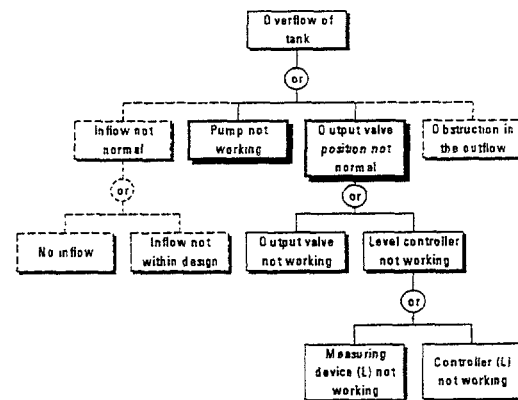 Overflow of
tank
or
Inflow not
normal
Pump not
working
Output valve
position not
normal
Obstruction in
the outflow
or
or
No inflow
Inflow not
within design
Output valve
not working
Level controller
not working
or
Measuring
device (L) not
working
Controller (L)
not working